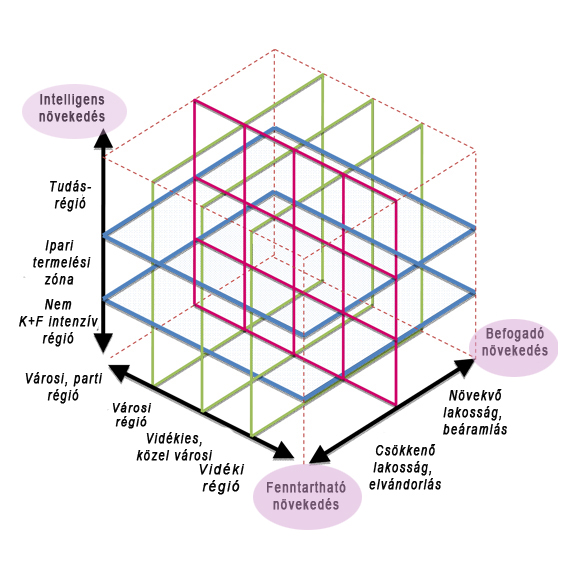 Intelligens
növekedés
Tudás-
régió
Ipari
termelési
zóna
Nem
K+F intenzív
régió
Városi, parti
régió
Városi
régió
Vidékies,
közel városi
Vidéki
régió
Fenntartható
növekedés
Csökkenő
lakosság,
elvándorlás
Növekvő
lakosság,
beáramlás
Befogadó
növekedés